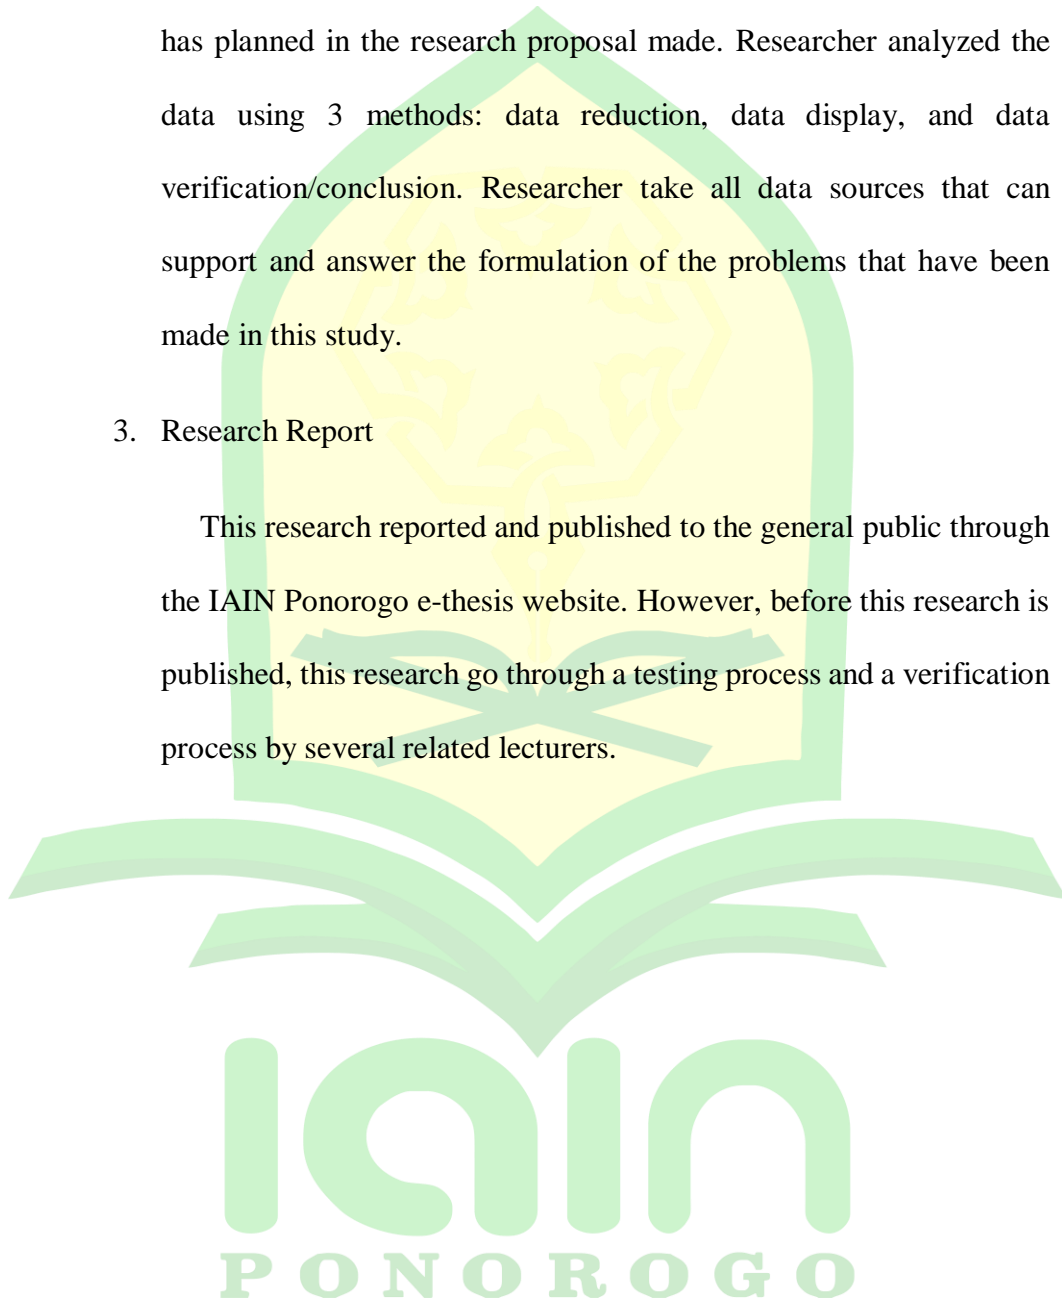 has planned in the research proposal made. Researcher analyzed the
data using 3 methods: data reduction, data display, and data
verification/conclusion. Researcher take all data sources that can
support and answer the formulation of the problems that have been
made in this study.
3. Research Report
This research reported and published to the general public through
the IAIN Ponorogo e-thesis website. However, before this research is
published, this research go through a testing process and a verification
process by several related lecturers.
IAIN
PONOROGO